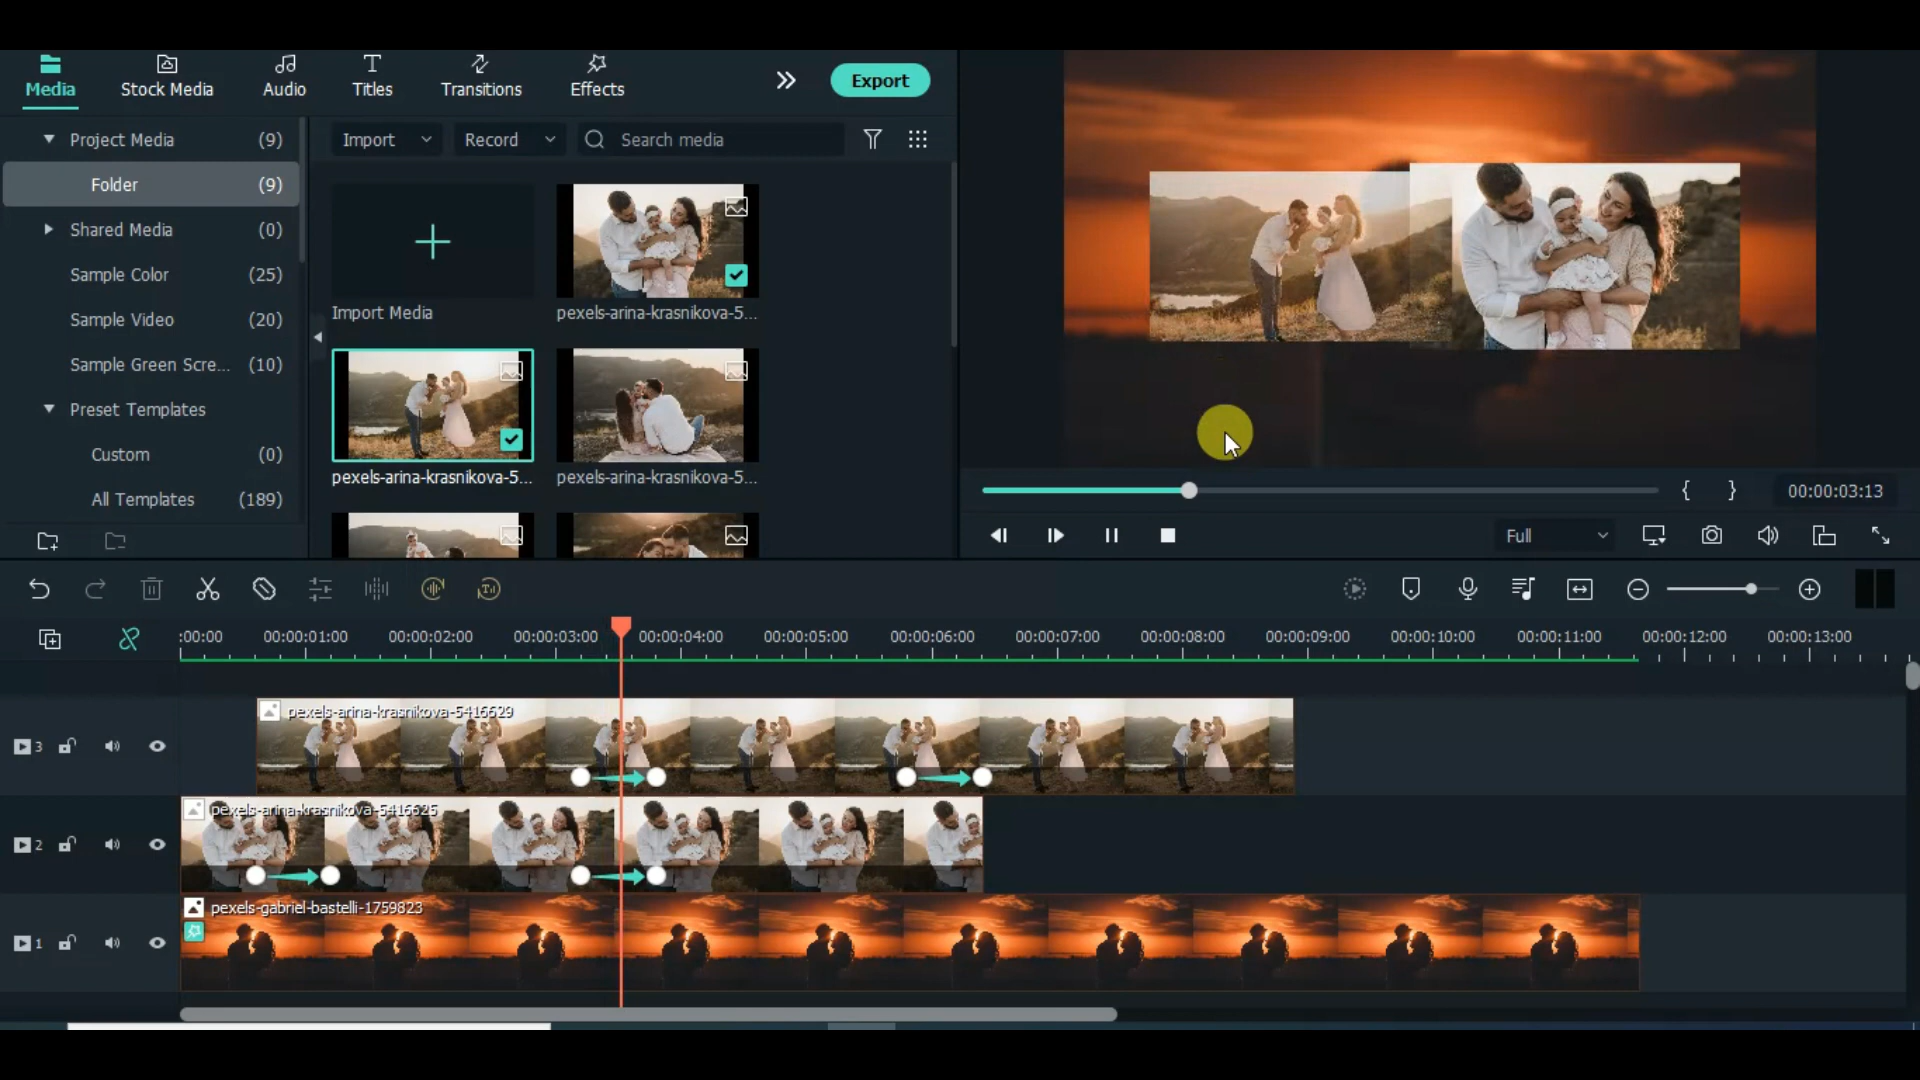 Media
Stock Media
Audio
Titles
Transitions
Effects
Export
Project Media (9)
Folder (9)
Shared Media (0)
Sample Color (25)
Sample Video (20)
Sample Green Scre... (10)
Preset Templates
Custom (0)
All Templates (189)
Import
Record
Search media
Import Media
pexels-arina-krasnikova-5...
pexels-arina-krasnikova-5...
pexels-arina-krasnikova-5...
{ } 00:00:03:13
Full
:00:00 00:00:01:00 00:00:02:00 00:00:03:00 00:00:04:00 00:00:05:00 00:00:06:00 00:00:07:00 00:00:08:00 00:00:09:00 00:00:10:00 00:00:11:00 00:00:12:00 00:00:13:00
pexels-arina-krasnikova-5416629
3
pexels-arina-krasnikova-5416625
2
pexels-gabriel-bastelli-1759823
1